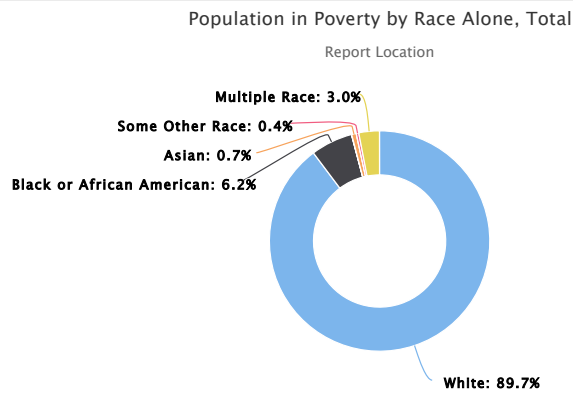 Population in Poverty by Race Alone, Total
Report Location
Multiple Race: 3.0%
Some Other Race: 0.4%
Asian: 0.7%
Black or African American: 6.2%
White: 89.7%